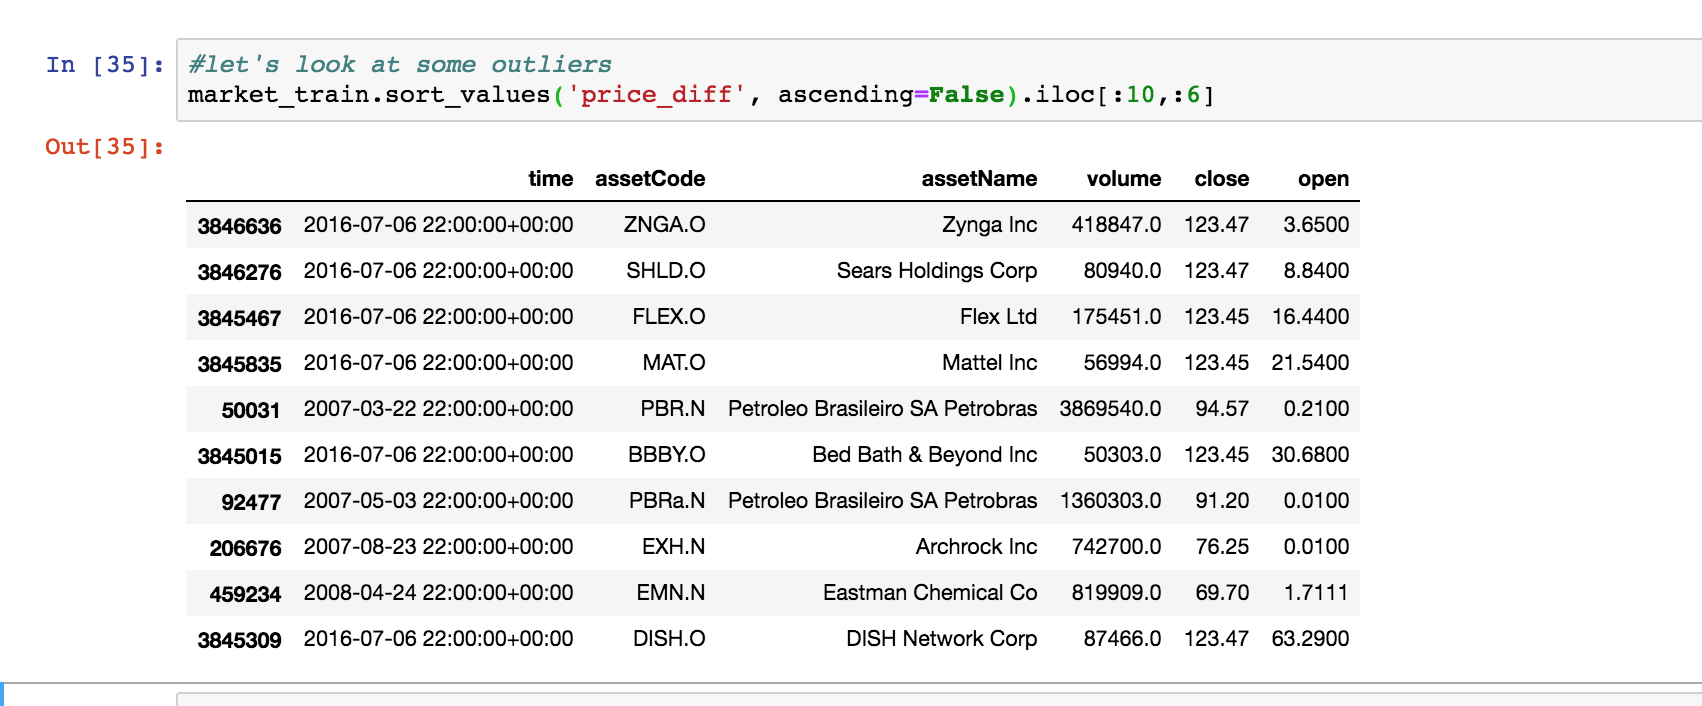 In [35]: #let's look at some outliers
market_train.sort_values('price_diff', ascending=False).iloc[:10,:6]
Out[35]:
time assetCode assetName volume close open
3846636 2016-07-06 22:00:00+00:00 ZNGA.O Zynga Inc 418847.0 123.47 3.6500
3846276 2016-07-06 22:00:00+00:00 SHLD.O Sears Holdings Corp 80940.0 123.47 8.8400
3845467 2016-07-06 22:00:00+00:00 FLEX.O Flex Ltd 175451.0 123.45 16.4400
3845835 2016-07-06 22:00:00+00:00 MAT.O Mattel Inc 56994.0 123.45 21.5400
50031 2007-03-22 22:00:00+00:00 PBR.N Petroleo Brasileiro SA Petrobras 3869540.0 94.57 0.2100
3845015 2016-07-06 22:00:00+00:00 BBBY.O Bed Bath & Beyond Inc 50303.0 123.45 30.6800
92477 2007-05-03 22:00:00+00:00 PBRa.N Petroleo Brasileiro SA Petrobras 1360303.0 91.20 0.0100
206676 2007-08-23 22:00:00+00:00 EXH.N Archrock Inc 742700.0 76.25 0.0100
459234 2008-04-24 22:00:00+00:00 EMN.N Eastman Chemical Co 819909.0 69.70 1.7111
3845309 2016-07-06 22:00:00+00:00 DISH.O DISH Network Corp 87466.0 123.47 63.2900